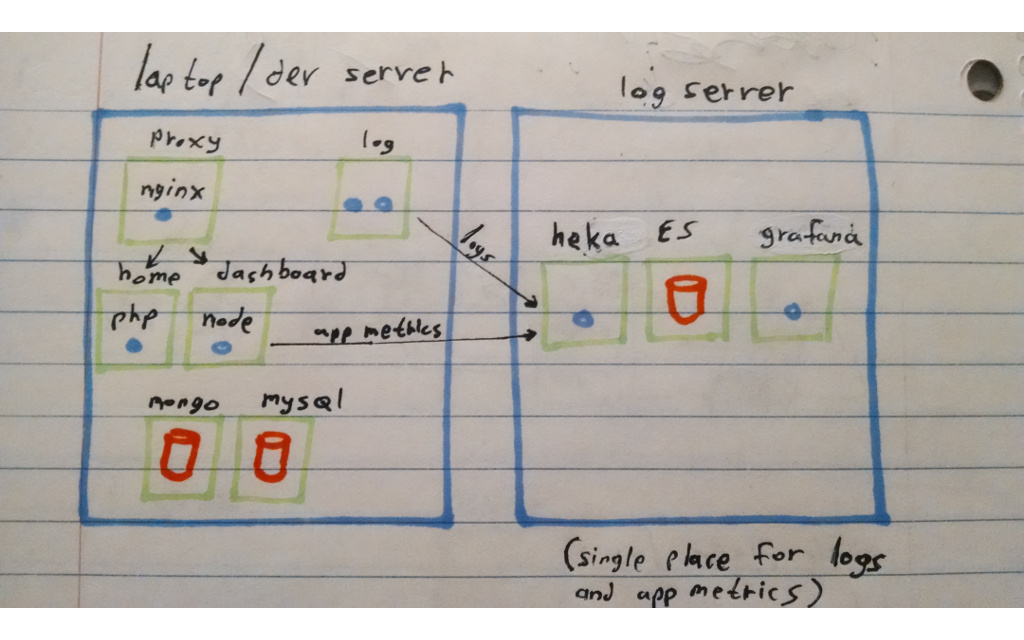 laptop/dev server
log server
proxy
log
nginx
logs
heka
ES
grafana
home
dashboard
php
node
app metrics
mongo
mysql
(single place for logs
and app metrics)